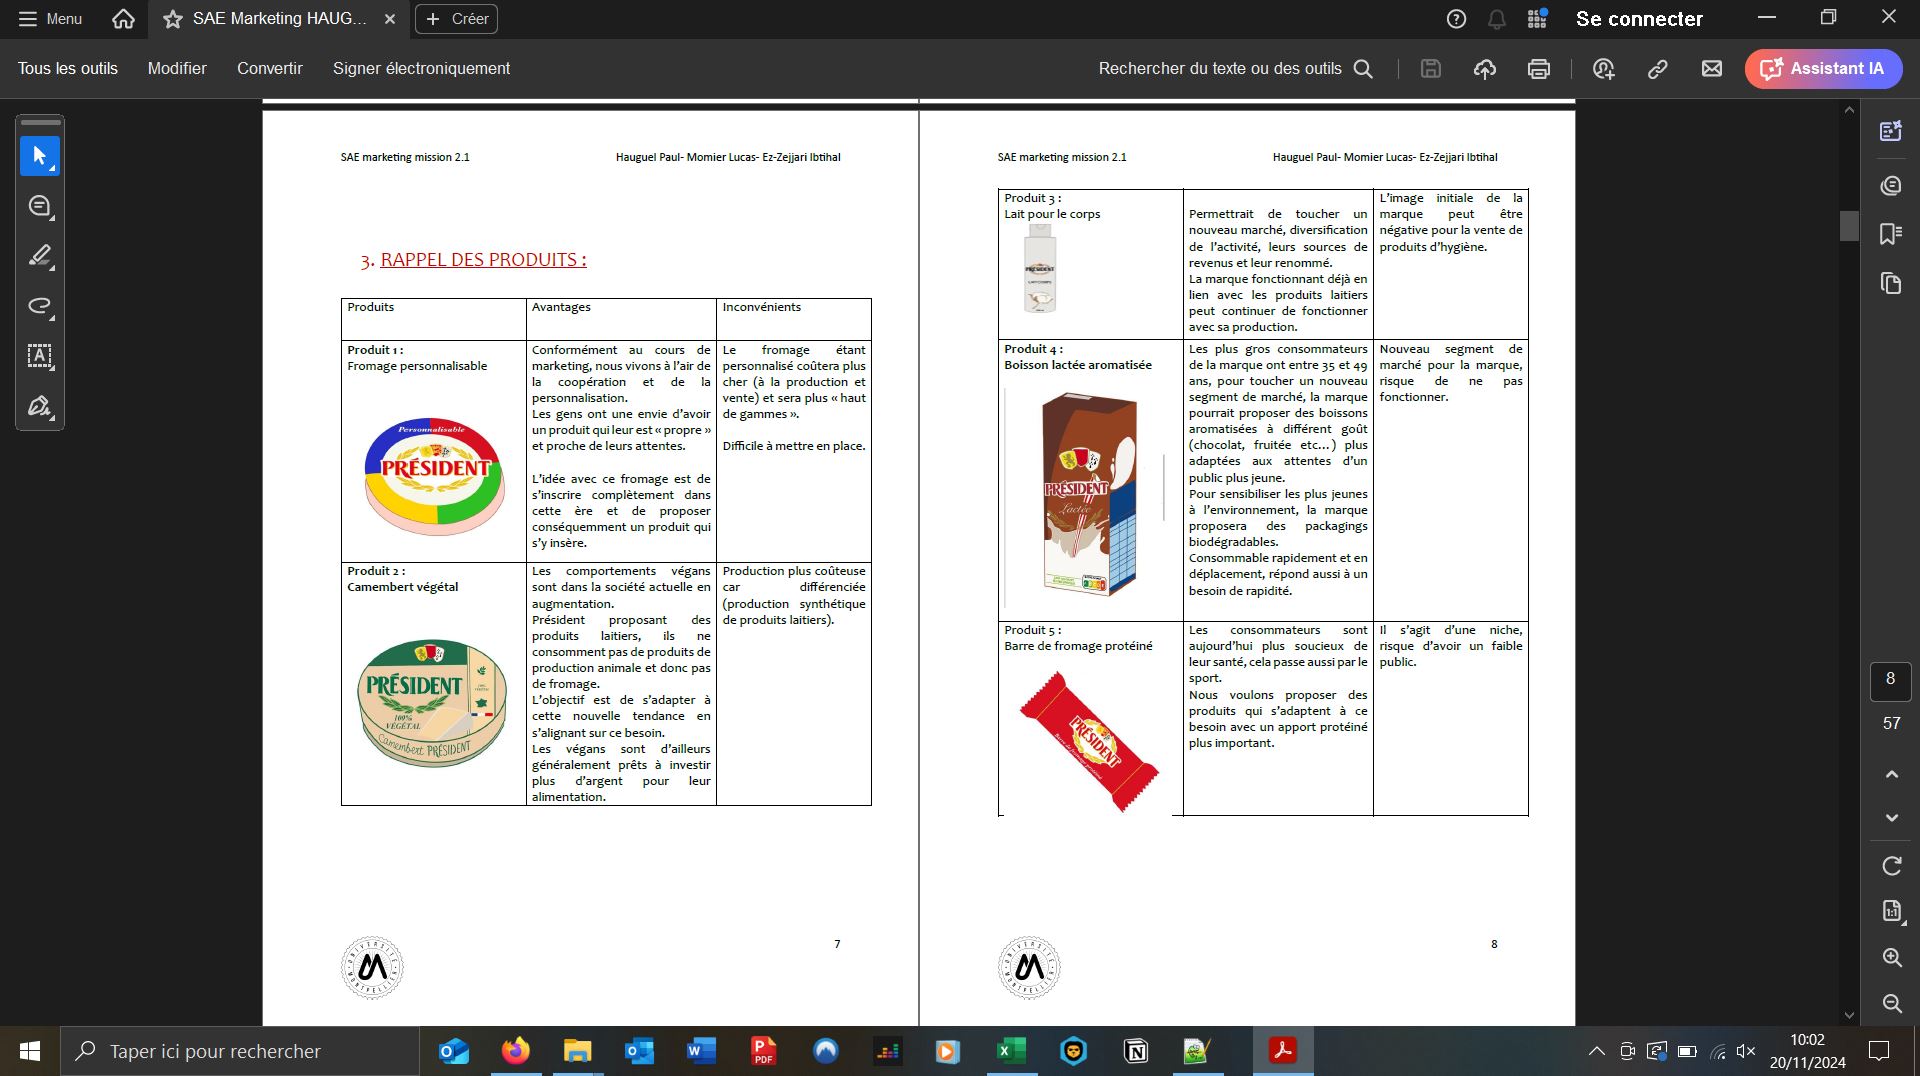 Menu
SAE Marketing HAUG...
Créer
Se connecter
Tous les outils
Modifier
Convertir
Signer électroniquement
Rechercher du texte ou des outils
Assistant IA
SAE marketing mission 2.1
Hauguel Paul- Momier Lucas- Ez-Zejjari Ibtihal
3. RAPPEL DES PRODUITS :
Produits
Avantages
Inconvénients
Produit 1 :
Fromage personnalisable
Personnalisable
PRÉSIDENT
Conformément au cours de
marketing, nous vivons à l’air de
la coopération et de la
personnalisation.
Les gens ont une envie d’avoir
un produit qui leur est « propre »
et proche de leurs attentes.
L’idée avec ce fromage est de
s’inscrire complètement dans
cette ère et de proposer
conséquemment un produit qui
s’y insère.
Le fromage étant
personnalisé coûtera plus
cher (à la production et
vente) et sera plus « haut
de gammes ».
Difficile à mettre en place.
Produit 2 :
Camembert végétal
PRÉSIDENT
100%
VÉGÉTAL
Camembert PRÉSIDENT
Les comportements végans
sont dans la société actuelle en
augmentation.
Président proposant des
produits laitiers, ils ne
consomment pas de produits de
production animale et donc pas
de fromage.
L’objectif est de s’adapter à
cette nouvelle tendance en
s’alignant sur ce besoin.
Les végans sont d’ailleurs
généralement prêts à investir
plus d’argent pour leur
alimentation.
Production plus coûteuse
car différenciée
(production synthétique
de produits laitiers).
UNIVERSITÉ
MONTPELLIER
7
SAE marketing mission 2.1
Hauguel Paul- Momier Lucas- Ez-Zejjari Ibtihal
Produit 3 :
Lait pour le corps
PRÉSIDENT
Permettrait de toucher un
nouveau marché, diversification
de l’activité, leurs sources de
revenus et leur renommé.
La marque fonctionnant déjà en
lien avec les produits laitiers
peut continuer de fonctionner
avec sa production.
L’image initiale de la
marque peut être
négative pour la vente de
produits d’hygiène.
Produit 4 :
Boisson lactée aromatisée
PRÉSIDENT
Lactée
Les plus gros consommateurs
de la marque ont entre 35 et 49
ans, pour toucher un nouveau
segment de marché, la marque
pourrait proposer des boissons
aromatisées à différent goût
(chocolat, fruitée etc...) plus
adaptées aux attentes d’un
public plus jeune.
Pour sensibiliser les plus jeunes
à l’environnement, la marque
proposera des packagings
biodégradables.
Consommable rapidement et en
déplacement, répond aussi à un
besoin de rapidité.
Nouveau segment de
marché pour la marque,
risque de ne pas
fonctionner.
Produit 5 :
Barre de fromage protéiné
PRÉSIDENT
Barre de fromage protéiné
Les consommateurs sont
aujourd’hui plus soucieux de
leur santé, cela passe aussi par le
sport.
Nous voulons proposer des
produits qui s’adaptent à ce
besoin avec un apport protéiné
plus important.
Il s’agit d’une niche,
risque d’avoir un faible
public.
UNIVERSITÉ
MONTPELLIER
8
8
57
Taper ici pour rechercher
10:02
20/11/2024